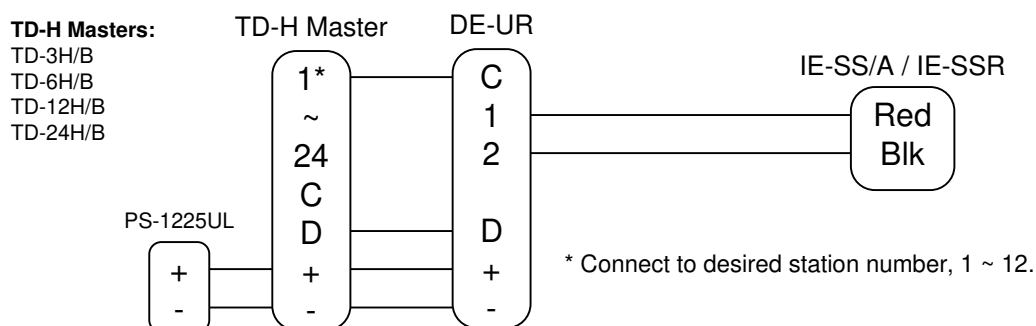 TD-H Masters:
TD-3H/B
TD-6H/B
TD-12H/B
TD-24H/B
TD-H Master
1*
~
24
C
D
+
-
DE-UR
C
1
2
D
+
-
PS-1225UL
+
-
IE-SS/A / IE-SSR
Red
Blk
* Connect to desired station number, 1 ~ 12.